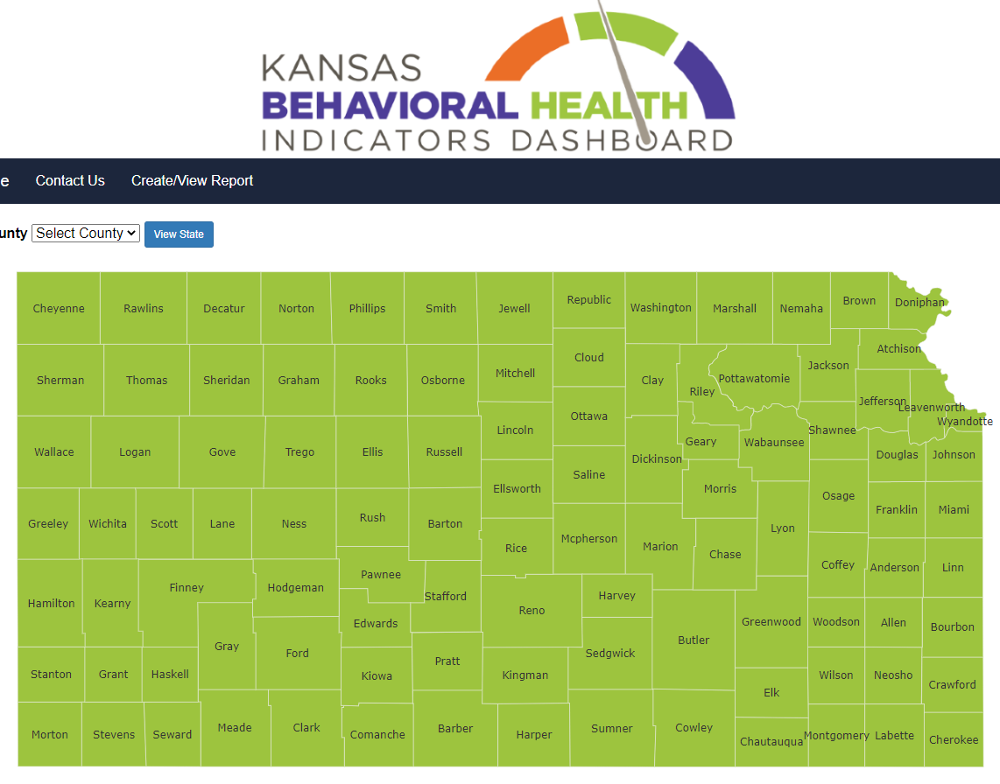 KANSAS
BEHAVIORAL HEALTH
INDICATORS DASHBOARD
e Contact Us Create/View Report
unty Select County View State
Cheyenne Rawlins Decatur Norton Phillips Smith Jewell Republic Washington Marshall Nemaha Brown Doniphan
Atchison
Sherman Thomas Sheridan Graham Rooks Osborne Mitchell Cloud Clay Riley Pottawatomie Jackson
Jefferson Leavenworth
Wyandotte
Wallace Logan Gove Trego Ellis Russell Lincoln Ottawa Dickinson Geary Wabaunsee Shawnee Douglas Johnson
Ellsworth Saline Morris
Greeley Wichita Scott Lane Ness Rush Barton Rice Mcpherson Marion Chase Lyon Osage Franklin Miami
Hamilton Kearny Finney Hodgeman Pawnee Stafford Reno Harvey Coffey Anderson Linn
Edwards Butler Greenwood Woodson Allen Bourbon
Gray Ford Pratt Sedgwick
Stanton Grant Haskell Kiowa Kingman Elk Wilson Neosho Crawford
Morton Stevens Seward Meade Clark Comanche Barber Harper Sumner Cowley Chautauqua Montgomery Labette Cherokee